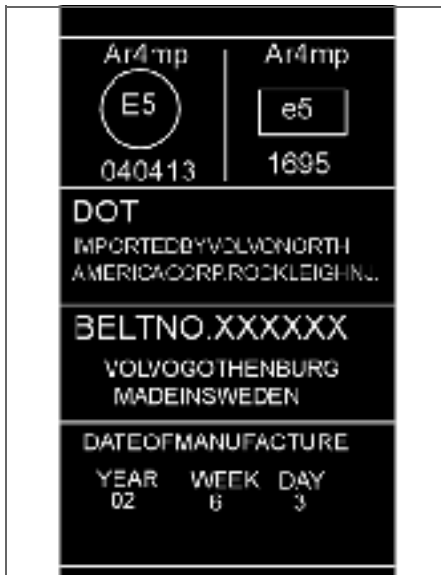 Ar4mp Ar4mp
E5 e5
040413 1695
DOT
IMPORTEDBYVOLVONORTH
AMERICACORP.ROCKLEIGHNJ.
BELTNO.XXXXXX
VOLVOGOTHENBURG
MADEINSWEDEN
DATEOFMANUFACTURE
YEAR WEEK DAY
02 6 3